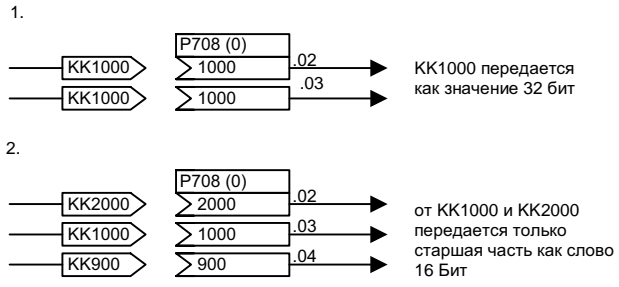 1.
P708 (0)
KK1000 1000 .02
KK1000 1000 .03
KK1000 передается
как значение 32 бит
2.
P708 (0)
KK2000 2000 .02
KK1000 1000 .03
KK900 900 .04
от KK1000 и KK2000
передается только
старшая часть как слово
16 Бит